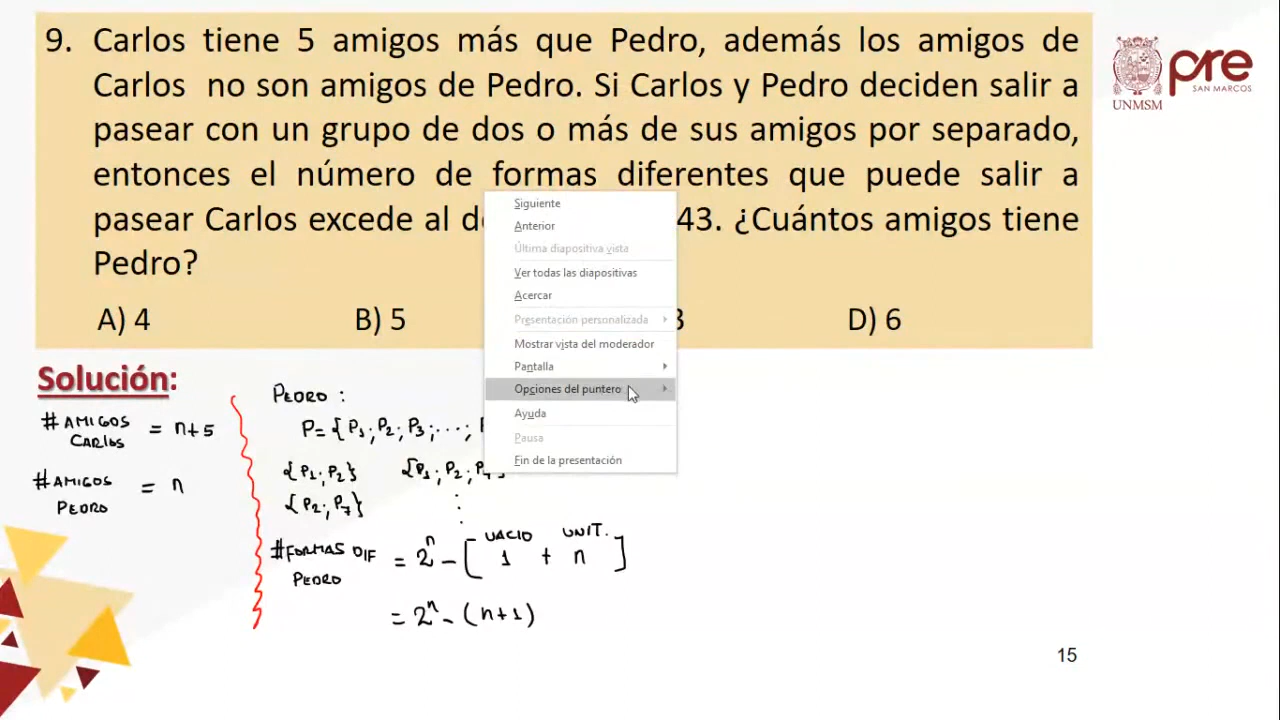 9. Carlos tiene 5 amigos más que Pedro, además los amigos de
Carlos no son amigos de Pedro. Si Carlos y Pedro deciden salir a
pasear con un grupo de dos o más de sus amigos por separado,
entonces el número de formas diferentes que puede salir a
pasear Carlos excede al 43. ¿Cuántos amigos tiene
Pedro?
A) 4 B) 5 D) 6
UNMSM
pre
SAN MARCOS
Siguiente
Anterior
Última diapositiva vista
Ver todas las diapositivas
Acercar
Presentación personalizada
Mostrar vista del moderador
Pantalla
Opciones del puntero
Ayuda
Pausa
Fin de la presentación
Solución:
#AMIGOS CARLOS = n+5
#AMIGOS PEDRO = n
PEDRO :
P={P₁; P₂; P₃; ...;
{P₁; P₂} {P₁; P₂; P₄}
{P₂; P₇}
#FORMAS DIF PEDRO = 2ⁿ - [1 + n]
VACIO UNIT.
= 2ⁿ - (n+1)
15